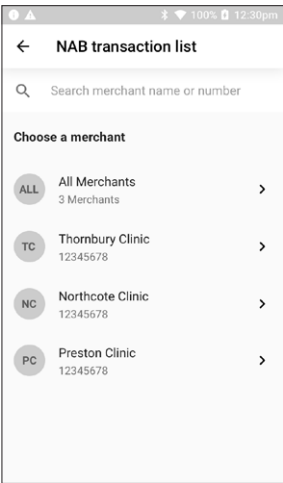 100% 12:30pm
NAB transaction list
Search merchant name or number
Choose a merchant
ALL
All Merchants
3 Merchants
TC
Thornbury Clinic
12345678
NC
Northcote Clinic
12345678
PC
Preston Clinic
12345678